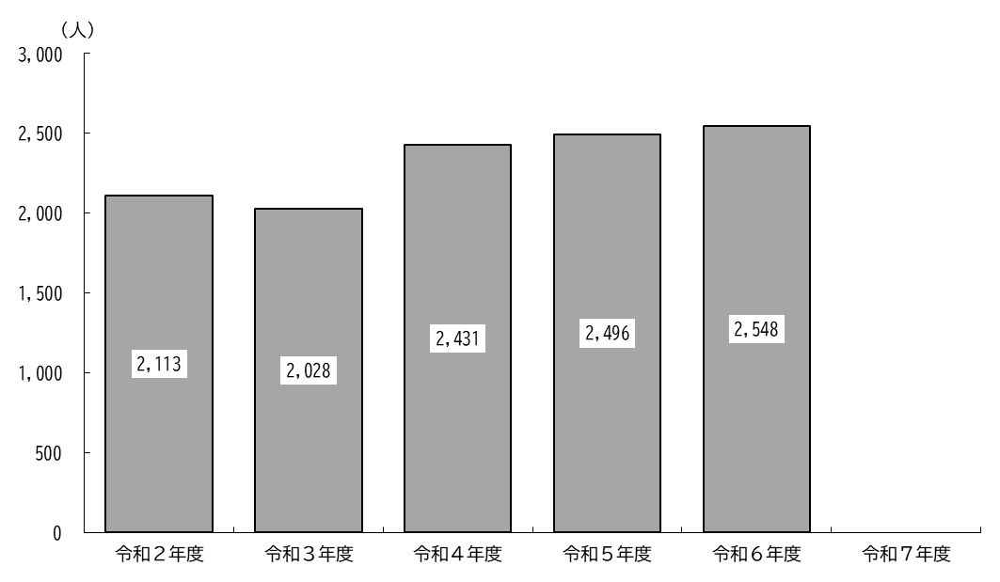 （人）
3,000
2,500
2,000
1,500
1,000
500
0
2,113
2,028
2,431
2,496
2,548
令和２年度
令和３年度
令和４年度
令和５年度
令和６年度
令和７年度